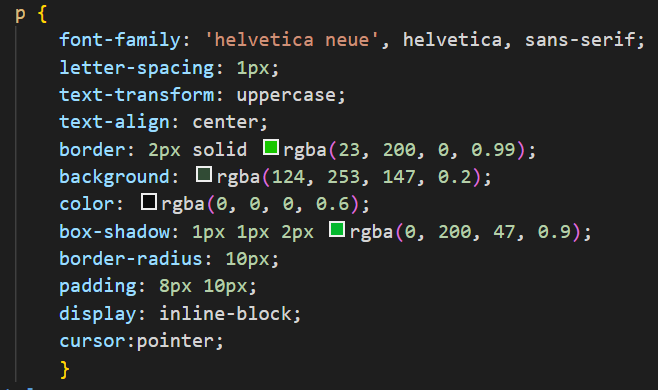 p {
font-family: 'helvetica neue', helvetica, sans-serif;
letter-spacing: 1px;
text-transform: uppercase;
text-align: center;
border: 2px solid rgba(23, 200, 0, 0.99);
background: rgba(124, 253, 147, 0.2);
color: rgba(0, 0, 0, 0.6);
box-shadow: 1px 1px 2px rgba(0, 200, 47, 0.9);
border-radius: 10px;
padding: 8px 10px;
display: inline-block;
cursor:pointer;
}